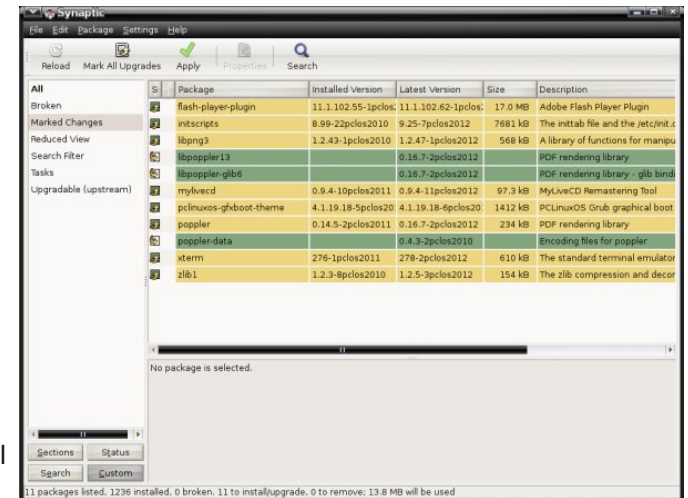 Synaptic
File Edit Package Settings Help
Reload Mark All Upgrades Apply Properties Search
All
Broken
Marked Changes
Reduced View
Search Filter
Tasks
Upgradable (upstream)
S Package Installed Version Latest Version Size Description
flash-player-plugin 11.1.102.55-1pclos: 11.1.102.62-1pclos: 17.0 MB Adobe Flash Player Plugin
initscripts 8.99-22pclos2010 9.25-7pclos2012 7681 kB The inittab file and the /etc/init.c
libpng3 1.2.43-1pclos2010 1.2.47-1pclos2012 568 kB A library of functions for manipu
libpoppler13 0.16.7-2pclos2012 PDF rendering library
libpoppler-glib6 0.16.7-2pclos2012 PDF rendering library - glib bindi
mylivecd 0.9.4-10pclos2011 0.9.4-11pclos2012 97.3 kB MyLiveCD Remastering Tool
pclinuxos-gfxboot-theme 4.1.19.18-5pclos20 4.1.19.18-6pclos20 1412 kB PCLinuxOS Grub graphical boot
poppler 0.14.5-2pclos2011 0.16.7-2pclos2012 234 kB PDF rendering library
poppler-data 0.4.3-2pclos2010 Encoding files for poppler
xterm 276-1pclos2011 278-2pclos2012 610 kB The standard terminal emulator
zlib1 1.2.3-8pclos2010 1.2.5-3pclos2012 154 kB The zlib compression and decor
No package is selected.
l
Sections Status
Search Custom
11 packages listed, 1236 installed, 0 broken. 11 to install/upgrade, 0 to remove; 13.8 MB will be used